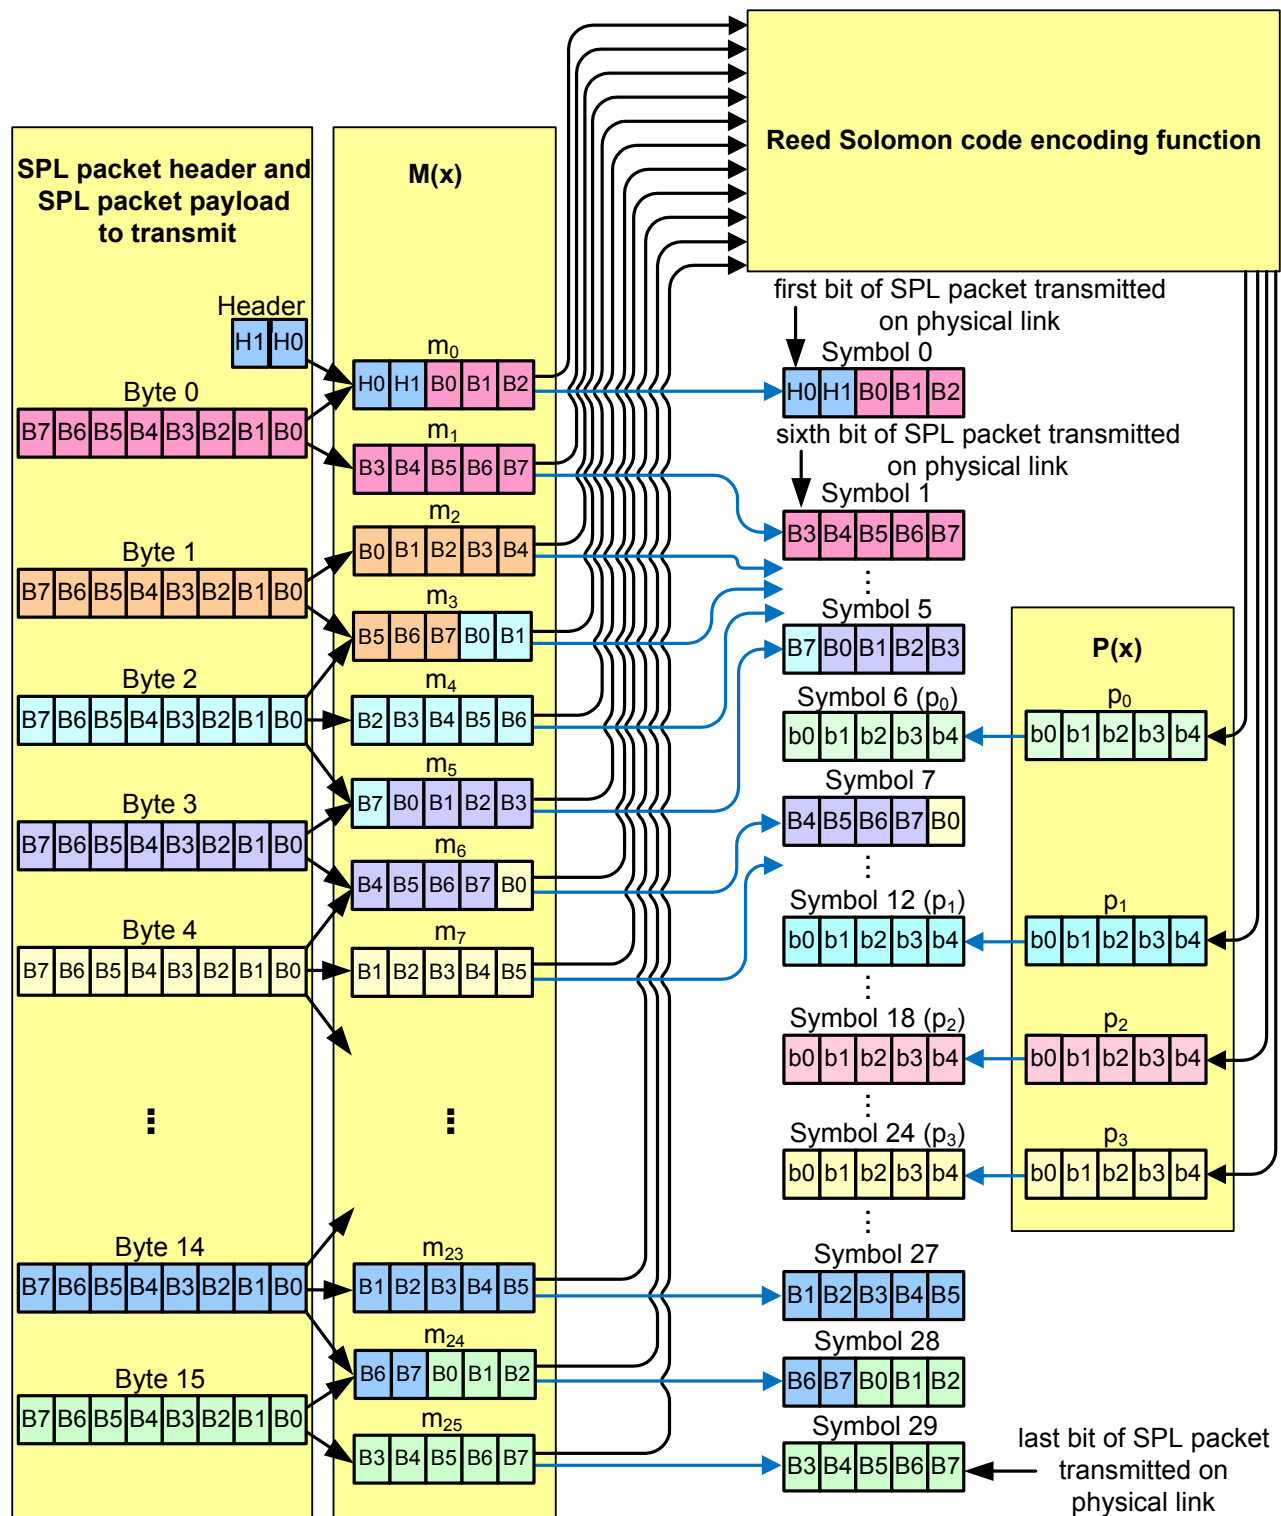 Reed Solomon code encoding function
SPL packet header and
SPL packet payload
to transmit
M(x)
Header
H1 H0
Byte 0
B7 B6 B5 B4 B3 B2 B1 B0
Byte 1
B7 B6 B5 B4 B3 B2 B1 B0
Byte 2
B7 B6 B5 B4 B3 B2 B1 B0
Byte 3
B7 B6 B5 B4 B3 B2 B1 B0
Byte 4
B7 B6 B5 B4 B3 B2 B1 B0
⋮
Byte 14
B7 B6 B5 B4 B3 B2 B1 B0
Byte 15
B7 B6 B5 B4 B3 B2 B1 B0
m0
H0 H1 B0 B1 B2
m1
B3 B4 B5 B6 B7
m2
B0 B1 B2 B3 B4
m3
B5 B6 B7 B0 B1
m4
B2 B3 B4 B5 B6
m5
B7 B0 B1 B2 B3
m6
B4 B5 B6 B7 B0
m7
B1 B2 B3 B4 B5
⋮
m23
B1 B2 B3 B4 B5
m24
B6 B7 B0 B1 B2
m25
B3 B4 B5 B6 B7
first bit of SPL packet transmitted
on physical link
Symbol 0
H0 H1 B0 B1 B2
sixth bit of SPL packet transmitted
on physical link
Symbol 1
B3 B4 B5 B6 B7
⋮
Symbol 5
B7 B0 B1 B2 B3
Symbol 6 (p0)
b0 b1 b2 b3 b4
Symbol 7
B4 B5 B6 B7 B0
⋮
Symbol 12 (p1)
b0 b1 b2 b3 b4
⋮
Symbol 18 (p2)
b0 b1 b2 b3 b4
⋮
Symbol 24 (p3)
b0 b1 b2 b3 b4
⋮
Symbol 27
B1 B2 B3 B4 B5
Symbol 28
B6 B7 B0 B1 B2
Symbol 29
B3 B4 B5 B6 B7
P(x)
p0
b0 b1 b2 b3 b4
p1
b0 b1 b2 b3 b4
p2
b0 b1 b2 b3 b4
p3
b0 b1 b2 b3 b4
last bit of SPL packet
transmitted on
physical link